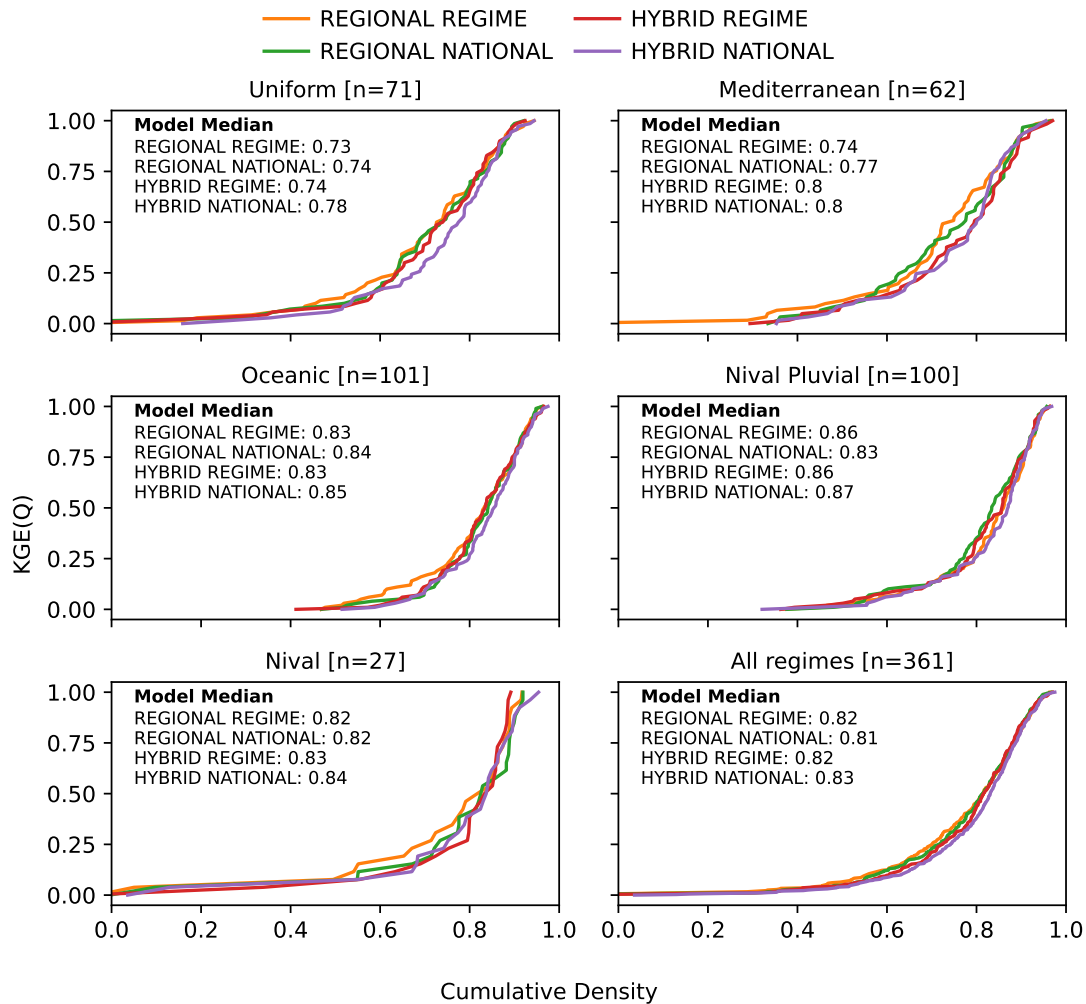 REGIONAL REGIME
HYBRID REGIME
REGIONAL NATIONAL
HYBRID NATIONAL
Uniform [n=71]
Mediterranean [n=62]
1.00
0.75
0.50
0.25
0.00
Model Median
REGIONAL REGIME: 0.73
REGIONAL NATIONAL: 0.74
HYBRID REGIME: 0.74
HYBRID NATIONAL: 0.78
Model Median
REGIONAL REGIME: 0.74
REGIONAL NATIONAL: 0.77
HYBRID REGIME: 0.8
HYBRID NATIONAL: 0.8
Oceanic [n=101]
Nival Pluvial [n=100]
KGE(Q)
1.00
0.75
0.50
0.25
0.00
Model Median
REGIONAL REGIME: 0.83
REGIONAL NATIONAL: 0.84
HYBRID REGIME: 0.83
HYBRID NATIONAL: 0.85
Model Median
REGIONAL REGIME: 0.86
REGIONAL NATIONAL: 0.83
HYBRID REGIME: 0.86
HYBRID NATIONAL: 0.87
Nival [n=27]
All regimes [n=361]
1.00
0.75
0.50
0.25
0.00
Model Median
REGIONAL REGIME: 0.82
REGIONAL NATIONAL: 0.82
HYBRID REGIME: 0.83
HYBRID NATIONAL: 0.84
Model Median
REGIONAL REGIME: 0.82
REGIONAL NATIONAL: 0.81
HYBRID REGIME: 0.82
HYBRID NATIONAL: 0.83
0.0 0.2 0.4 0.6 0.8 1.0
0.0 0.2 0.4 0.6 0.8 1.0
Cumulative Density